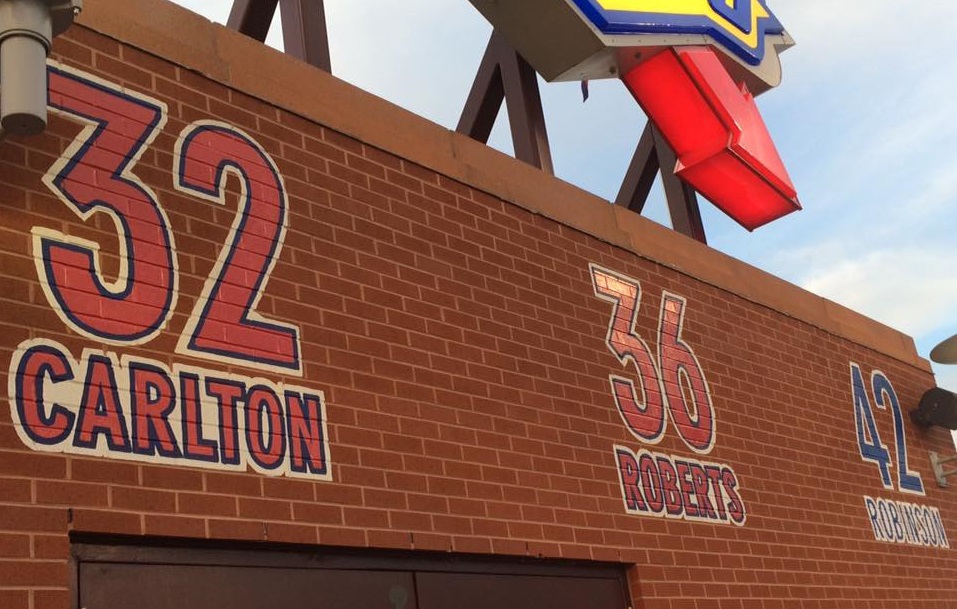 32
CARLTON
36
ROBERTS
42
ROBINSON